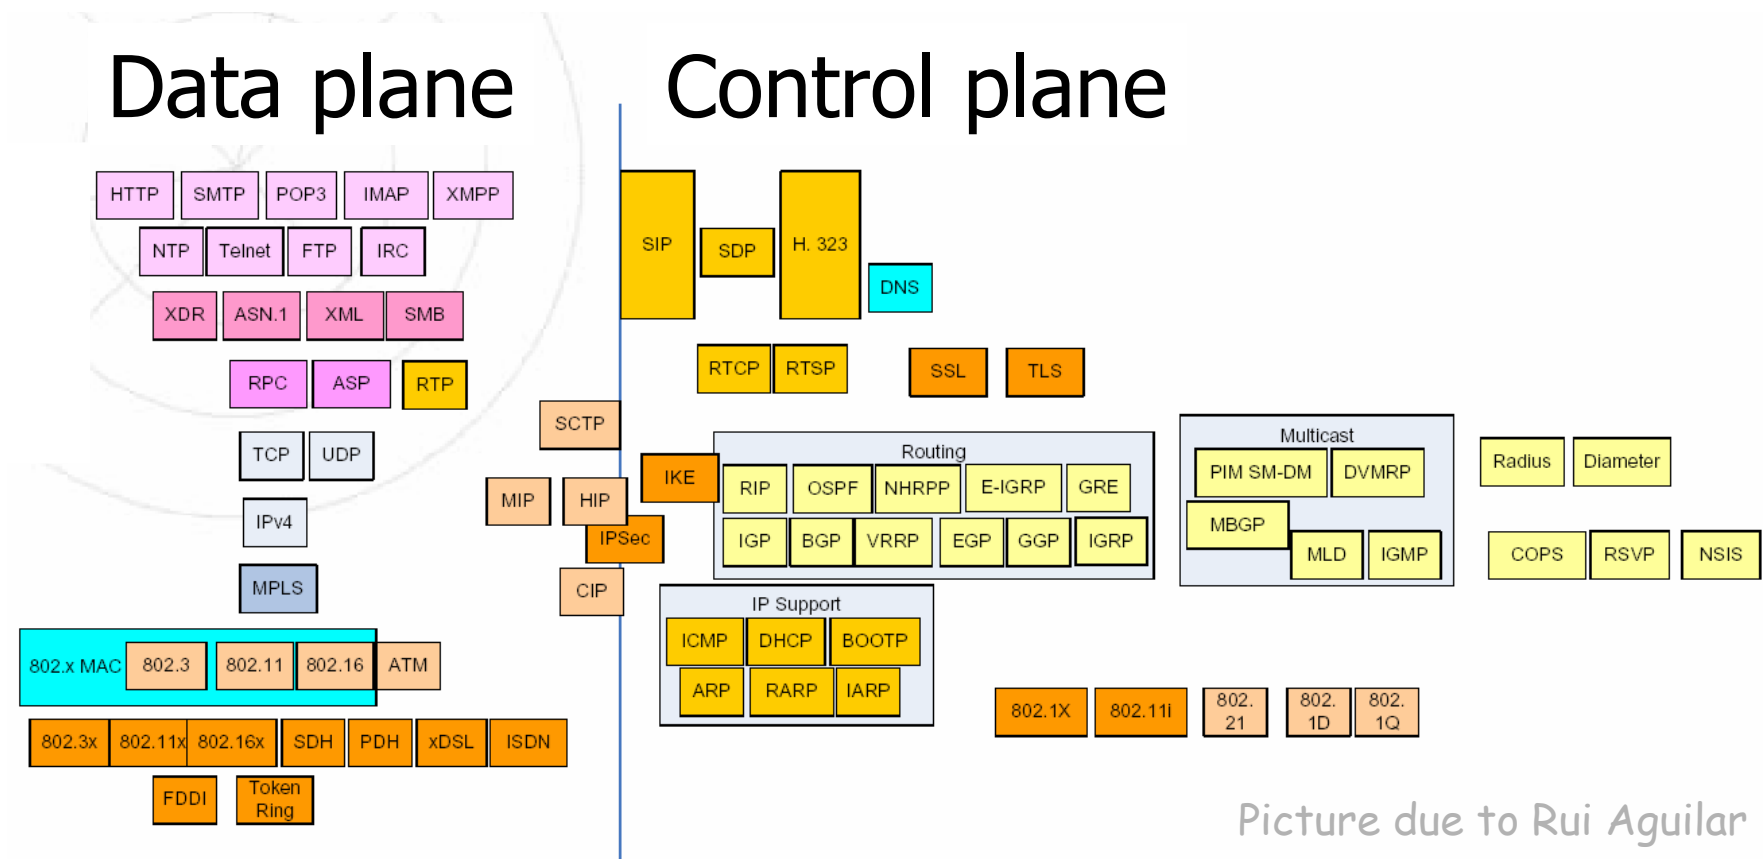 Data plane
Control plane
HTTP SMTP POP3 IMAP XMPP
NTP Telnet FTP IRC
XDR ASN.1 XML SMB
RPC ASP RTP
TCP UDP
IPv4
MPLS
802.x MAC 802.3 802.11 802.16 ATM
802.3x 802.11x 802.16x SDH PDH xDSL ISDN
FDDI Token
Ring
SCTP
MIP HIP
IPSec
CIP
SIP SDP H. 323
DNS
RTCP RTSP SSL TLS
IKE
Routing
RIP OSPF NHRPP E-IGRP GRE
IGP BGP VRRP EGP GGP IGRP
Multicast
PIM SM-DM DVMRP
MBGP
MLD IGMP
Radius Diameter
COPS RSVP NSIS
IP Support
ICMP DHCP BOOTP
ARP RARP IARP
802.1X 802.11i
802.
21
802.
1D
802.
1Q
Picture due to Rui Aguilar